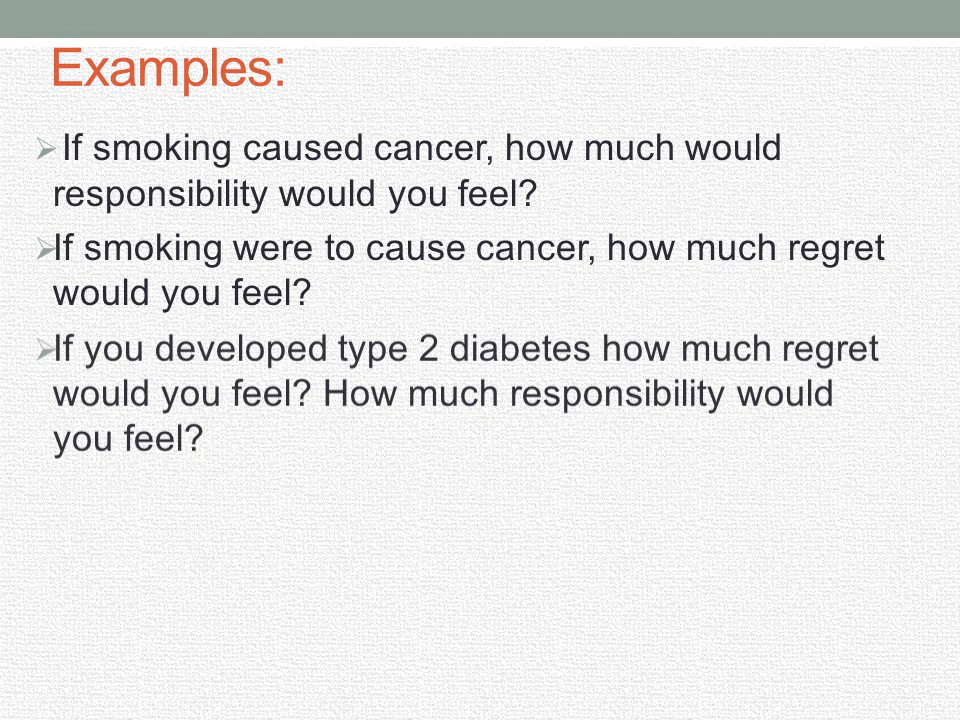 Examples:
If smoking caused cancer, how much would
responsibility would you feel?
If smoking were to cause cancer, how much regret
would you feel?
If you developed type 2 diabetes how much regret
would you feel? How much responsibility would
you feel?